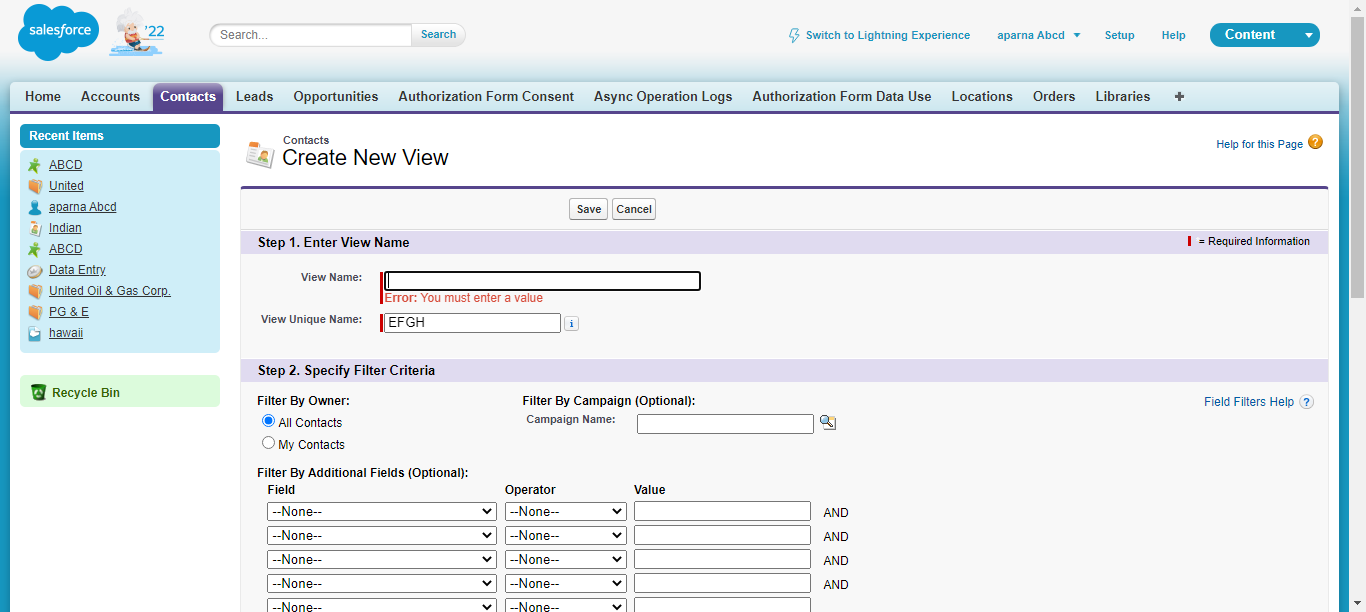 salesforce
'22
Search...
Search
Switch to Lightning Experience
aparna Abcd
Setup
Help
Content
Home
Accounts
Contacts
Leads
Opportunities
Authorization Form Consent
Async Operation Logs
Authorization Form Data Use
Locations
Orders
Libraries
+
Recent Items
ABCD
United
aparna Abcd
Indian
ABCD
Data Entry
United Oil & Gas Corp.
PG & E
hawaii
Recycle Bin
Contacts
Create New View
Help for this Page ?
Save Cancel
Step 1. Enter View Name
= Required Information
View Name:
Error: You must enter a value
View Unique Name: EFGH i
Step 2. Specify Filter Criteria
Filter By Owner:
All Contacts
My Contacts
Filter By Campaign (Optional):
Campaign Name:
Field Filters Help ?
Filter By Additional Fields (Optional):
Field Operator Value
--None-- --None-- AND
--None-- --None-- AND
--None-- --None-- AND
--None-- --None-- AND
--None-- --None--